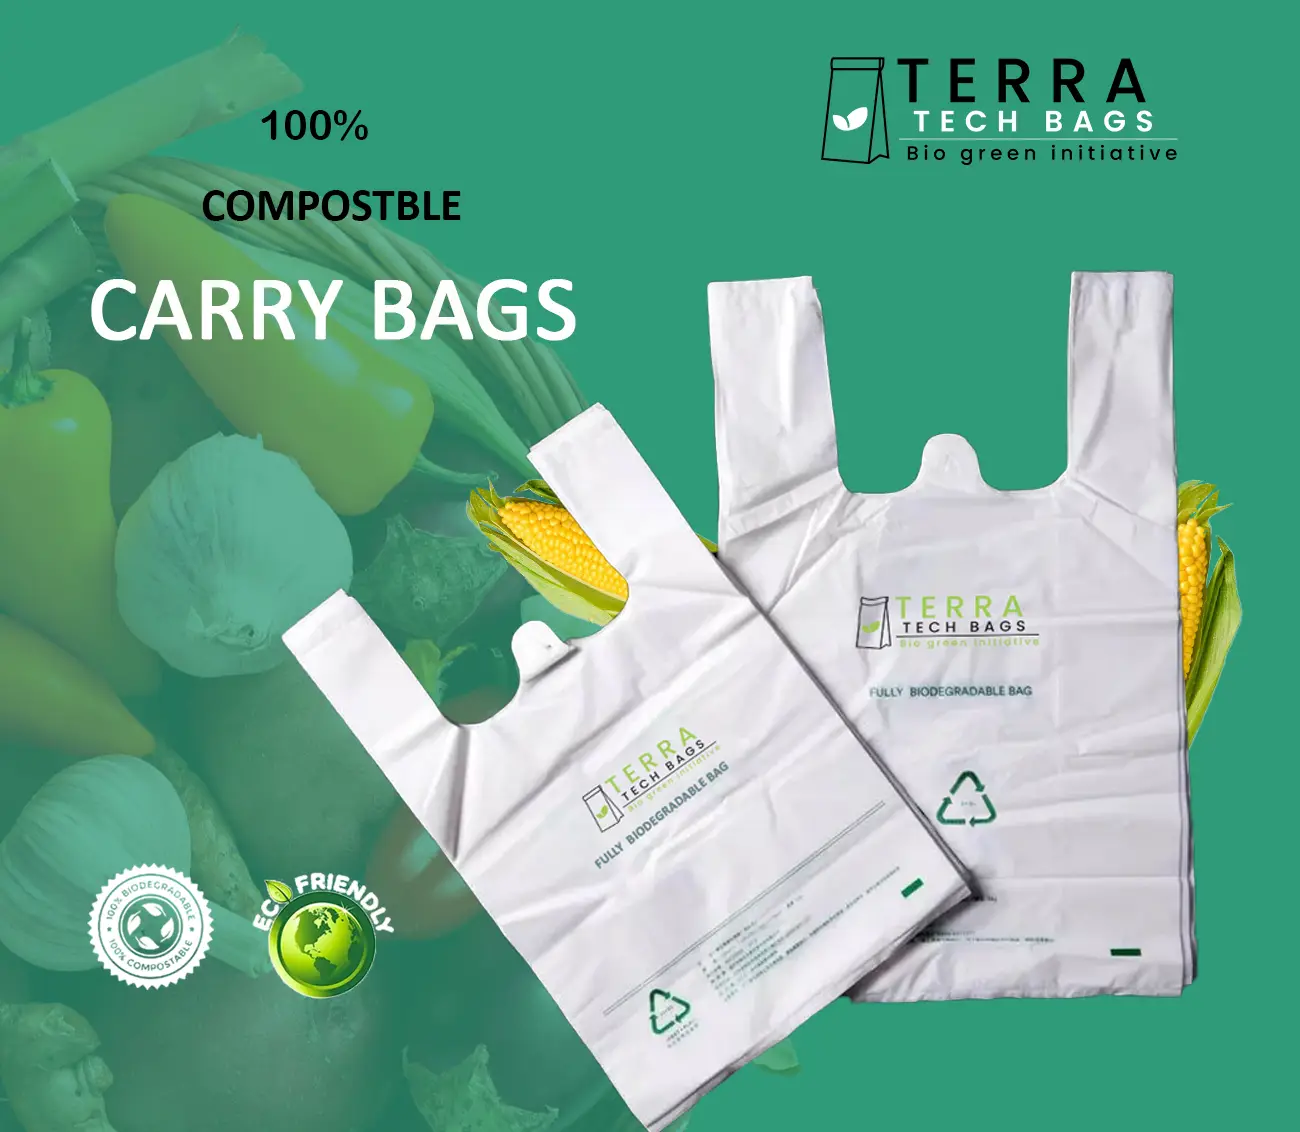 100%
COMPOSTBLE
CARRY BAGS
TERRA
TECH BAGS
Bio green initiative
TERRA
TECH BAGS
Bio green initiative
FULLY BIODEGRADABLE BAG
TERRA
TECH BAGS
Bio green initiative
FULLY BIODEGRADABLE BAG
100% BIODEGRADABLE
100% COMPOSTABLE
ECO FRIENDLY